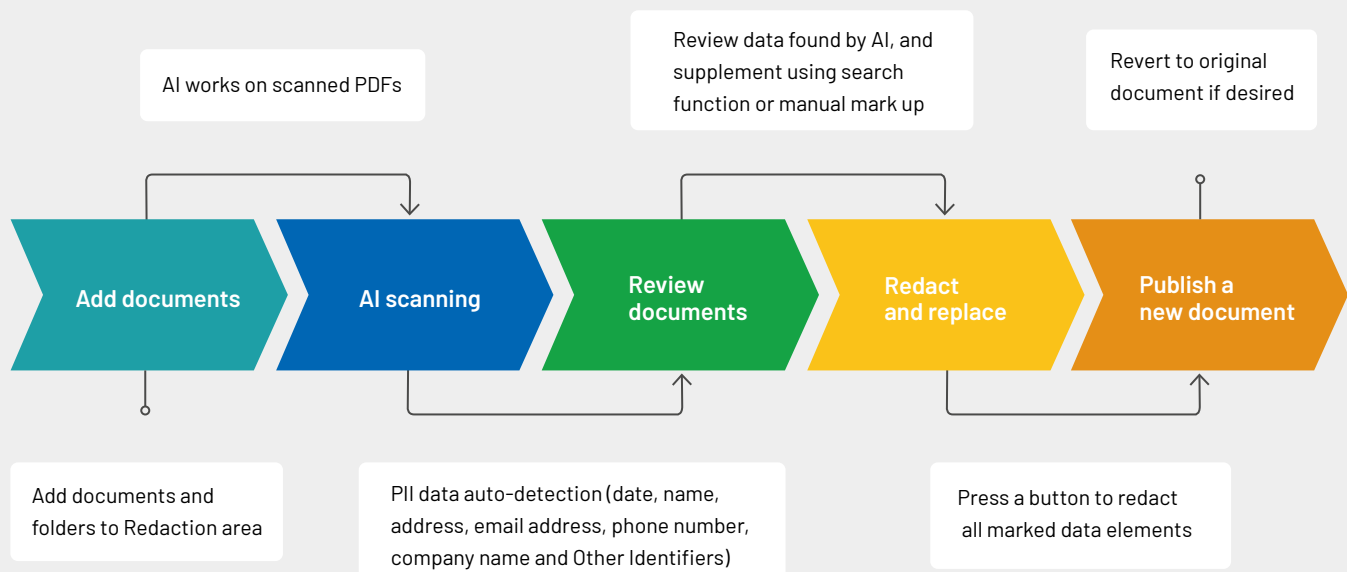 AI works on scanned PDFs
Review data found by AI, and
supplement using search
function or manual mark up
Revert to original
document if desired
Add documents
AI scanning
Review
documents
Redact
and replace
Publish a
new document
Add documents and
folders to Redaction area
PII data auto-detection (date, name,
address, email address, phone number,
company name and Other Identifiers)
Press a button to redact
all marked data elements